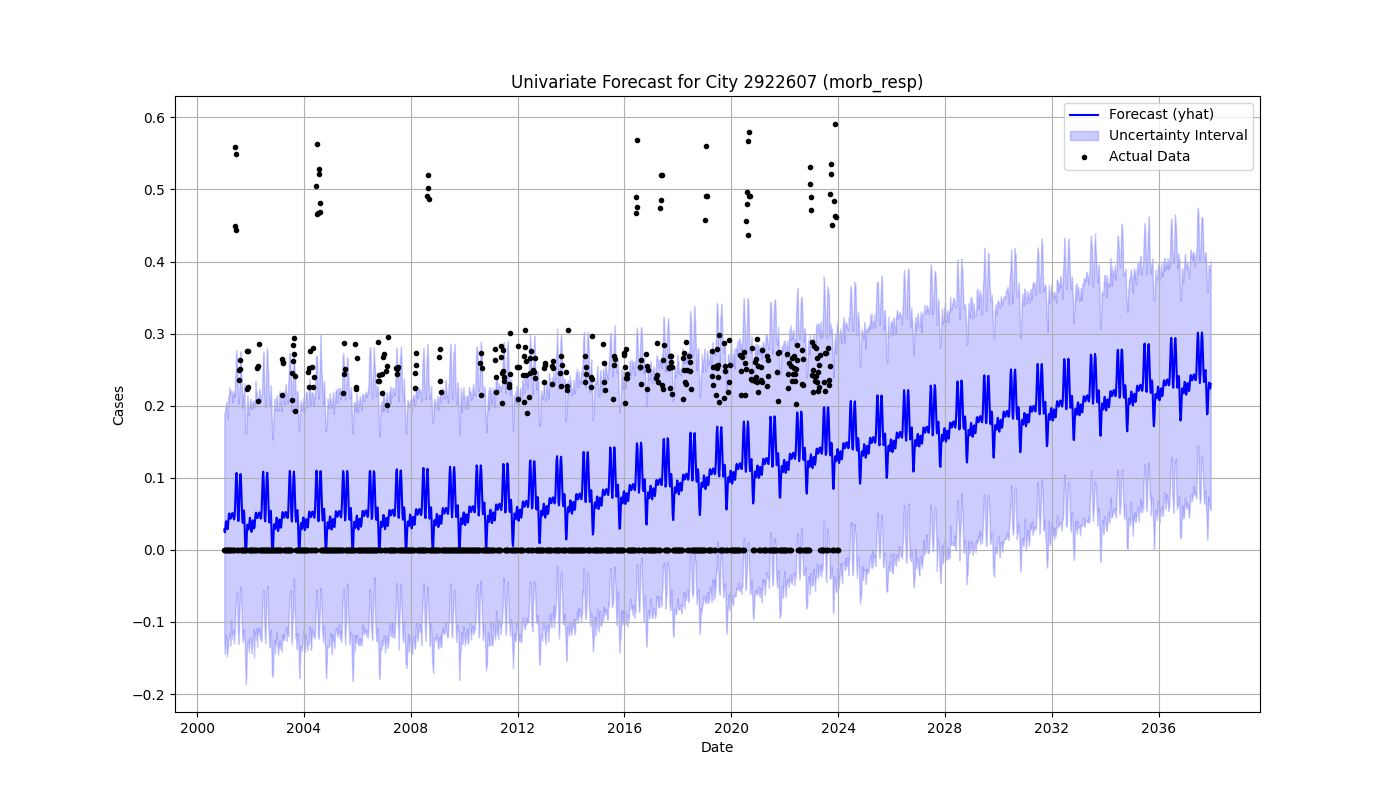 Univariate Forecast for City 2922607 (morb_resp)
Forecast (yhat)
Uncertainty Interval
Actual Data
Cases
0.6
0.5
0.4
0.3
0.2
0.1
0.0
−0.1
−0.2
2000 2004 2008 2012 2016 2020 2024 2028 2032 2036
Date